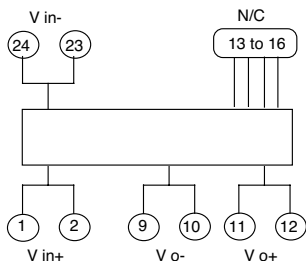 V in- N/C
24 23 13 to 16
1 2 9 10 11 12
V in+ V o- V o+